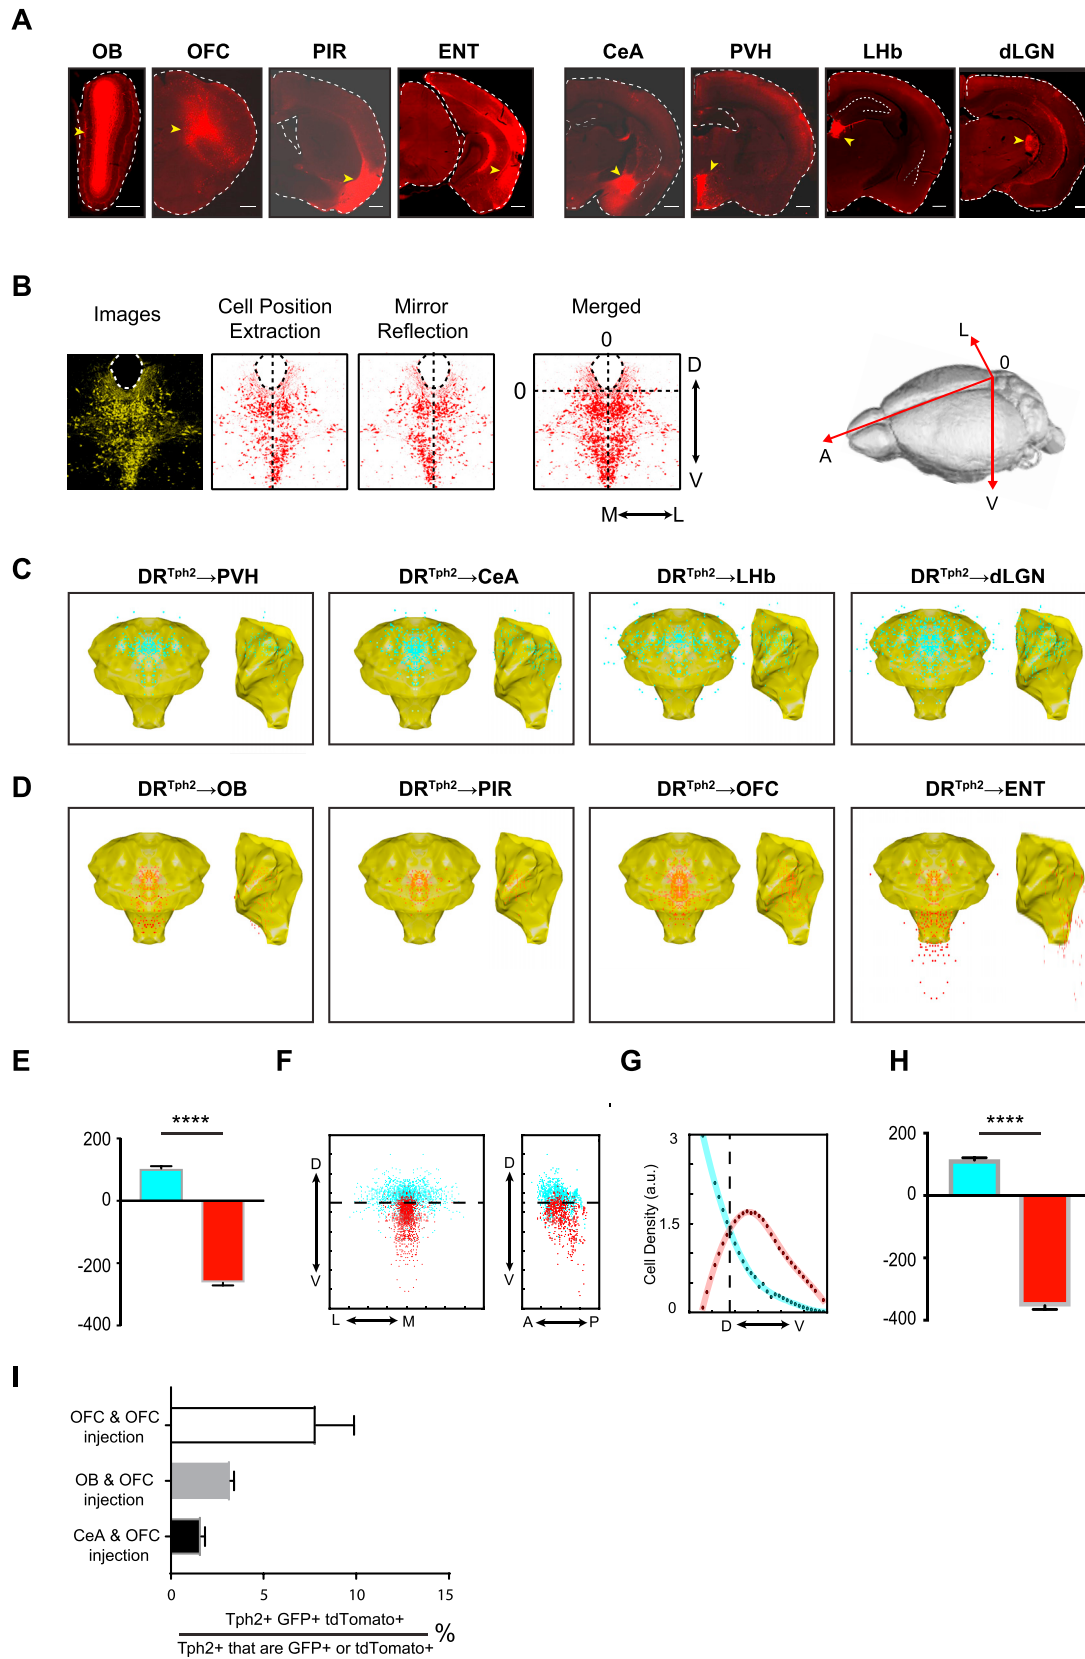 A
OB OFC PIR ENT CeA PVH LHb dLGN
B
Images
Cell Position
Extraction
Mirror
Reflection
Merged
0
0
D
V
M L
L
0
A
V
C
DRTph2→PVH DRTph2→CeA DRTph2→LHb DRTph2→dLGN
D
DRTph2→OB DRTph2→PIR DRTph2→OFC DRTph2→ENT
E
****
200
0
-200
-400
F
D
V
L M
D
V
A P
G
Cell Density (a.u.)
3
1.5
0
D V
H
****
200
0
-200
-400
I
OFC & OFC
injection
OB & OFC
injection
CeA & OFC
injection
0 5 10 15
Tph2+ GFP+ tdTomato+
Tph2+ that are GFP+ or tdTomato+
%